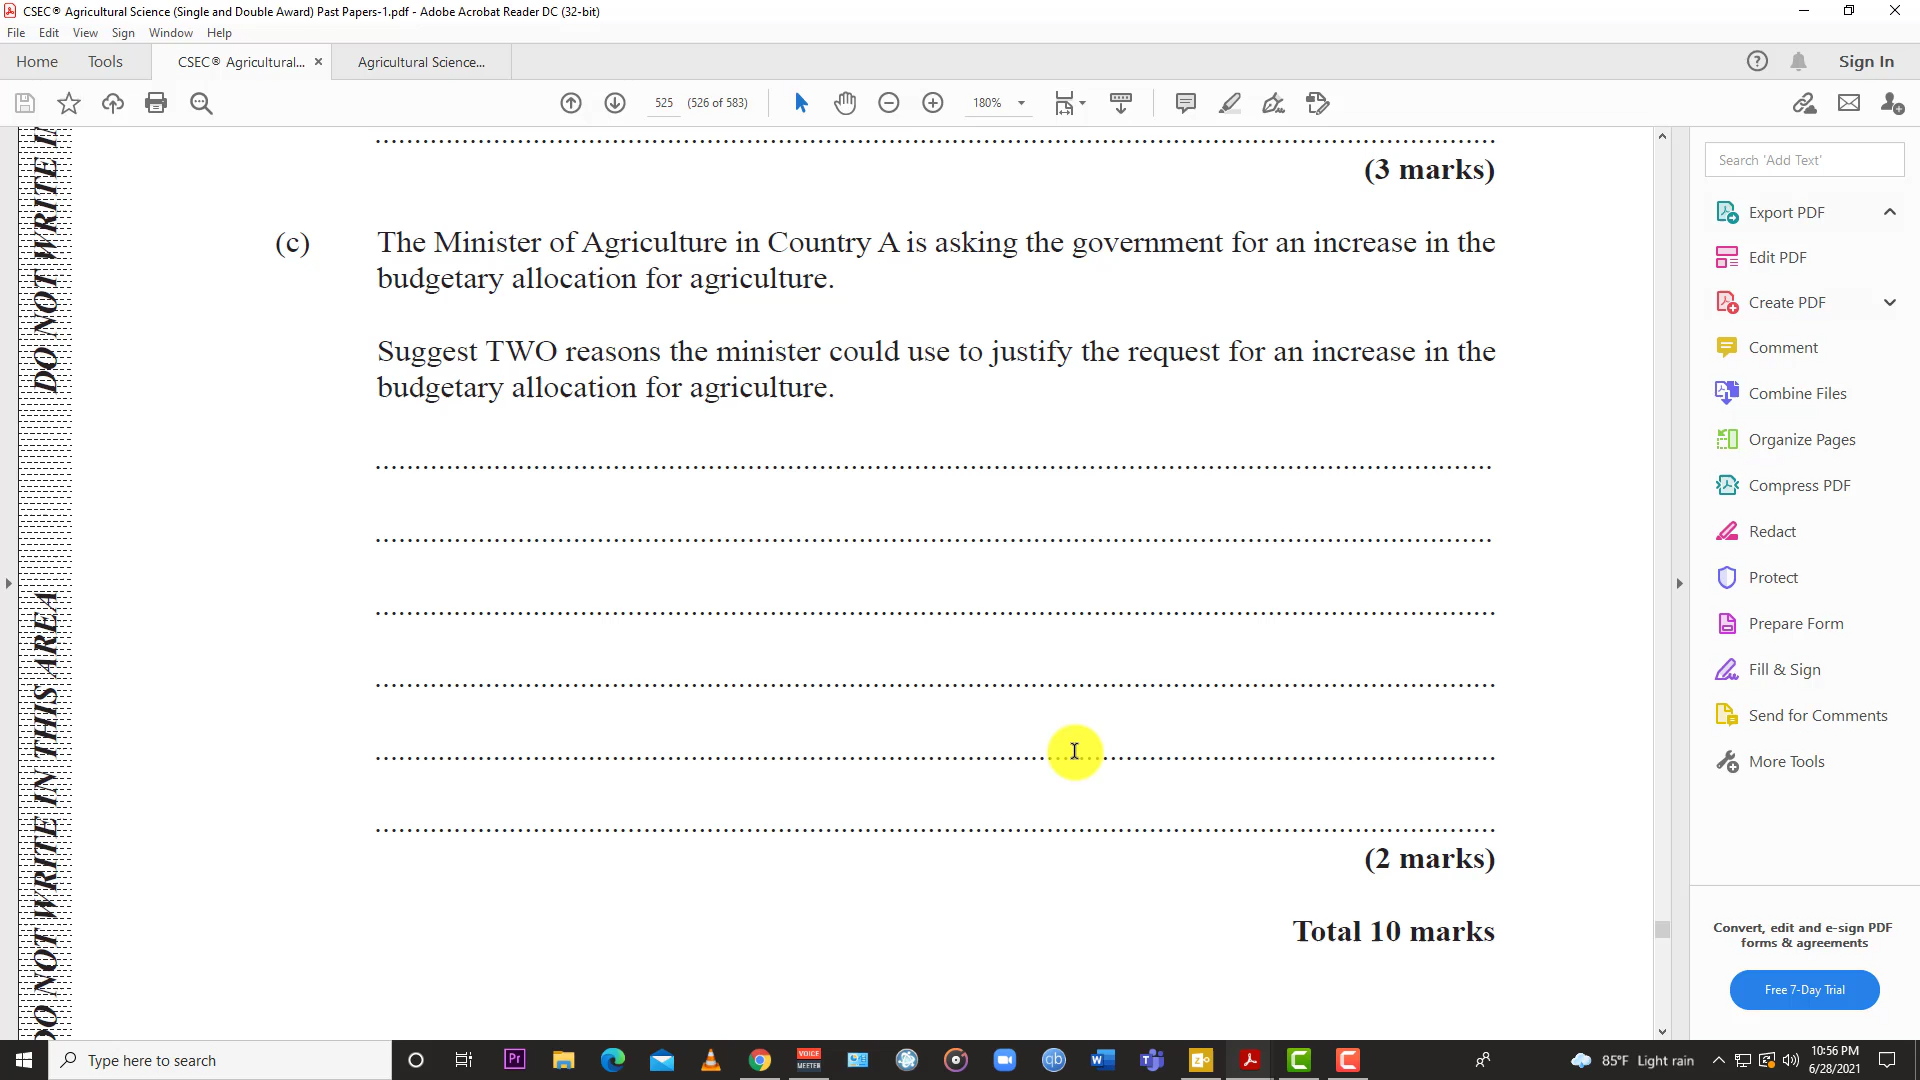 CSEC® Agricultural Science (Single and Double Award) Past Papers-1.pdf - Adobe Acrobat Reader DC (32-bit)
File Edit View Sign Window Help
Home Tools CSEC® Agricultural... × Agricultural Science... Sign In
525 (526 of 583) 180%
(3 marks)
Search 'Add Text'
Export PDF
(c) The Minister of Agriculture in Country A is asking the government for an increase in the
budgetary allocation for agriculture.
Edit PDF
Create PDF
Suggest TWO reasons the minister could use to justify the request for an increase in the
budgetary allocation for agriculture.
Comment
Combine Files
Organize Pages
Compress PDF
Redact
Protect
Prepare Form
Fill & Sign
Send for Comments
More Tools
DO NOT WRITE IN THIS AREA
(2 marks)
Total 10 marks
Convert, edit and e-sign PDF
forms & agreements
Free 7-Day Trial
Type here to search
Pr
VOICE
MEETER
qb
85°F Light rain
10:56 PM
6/28/2021